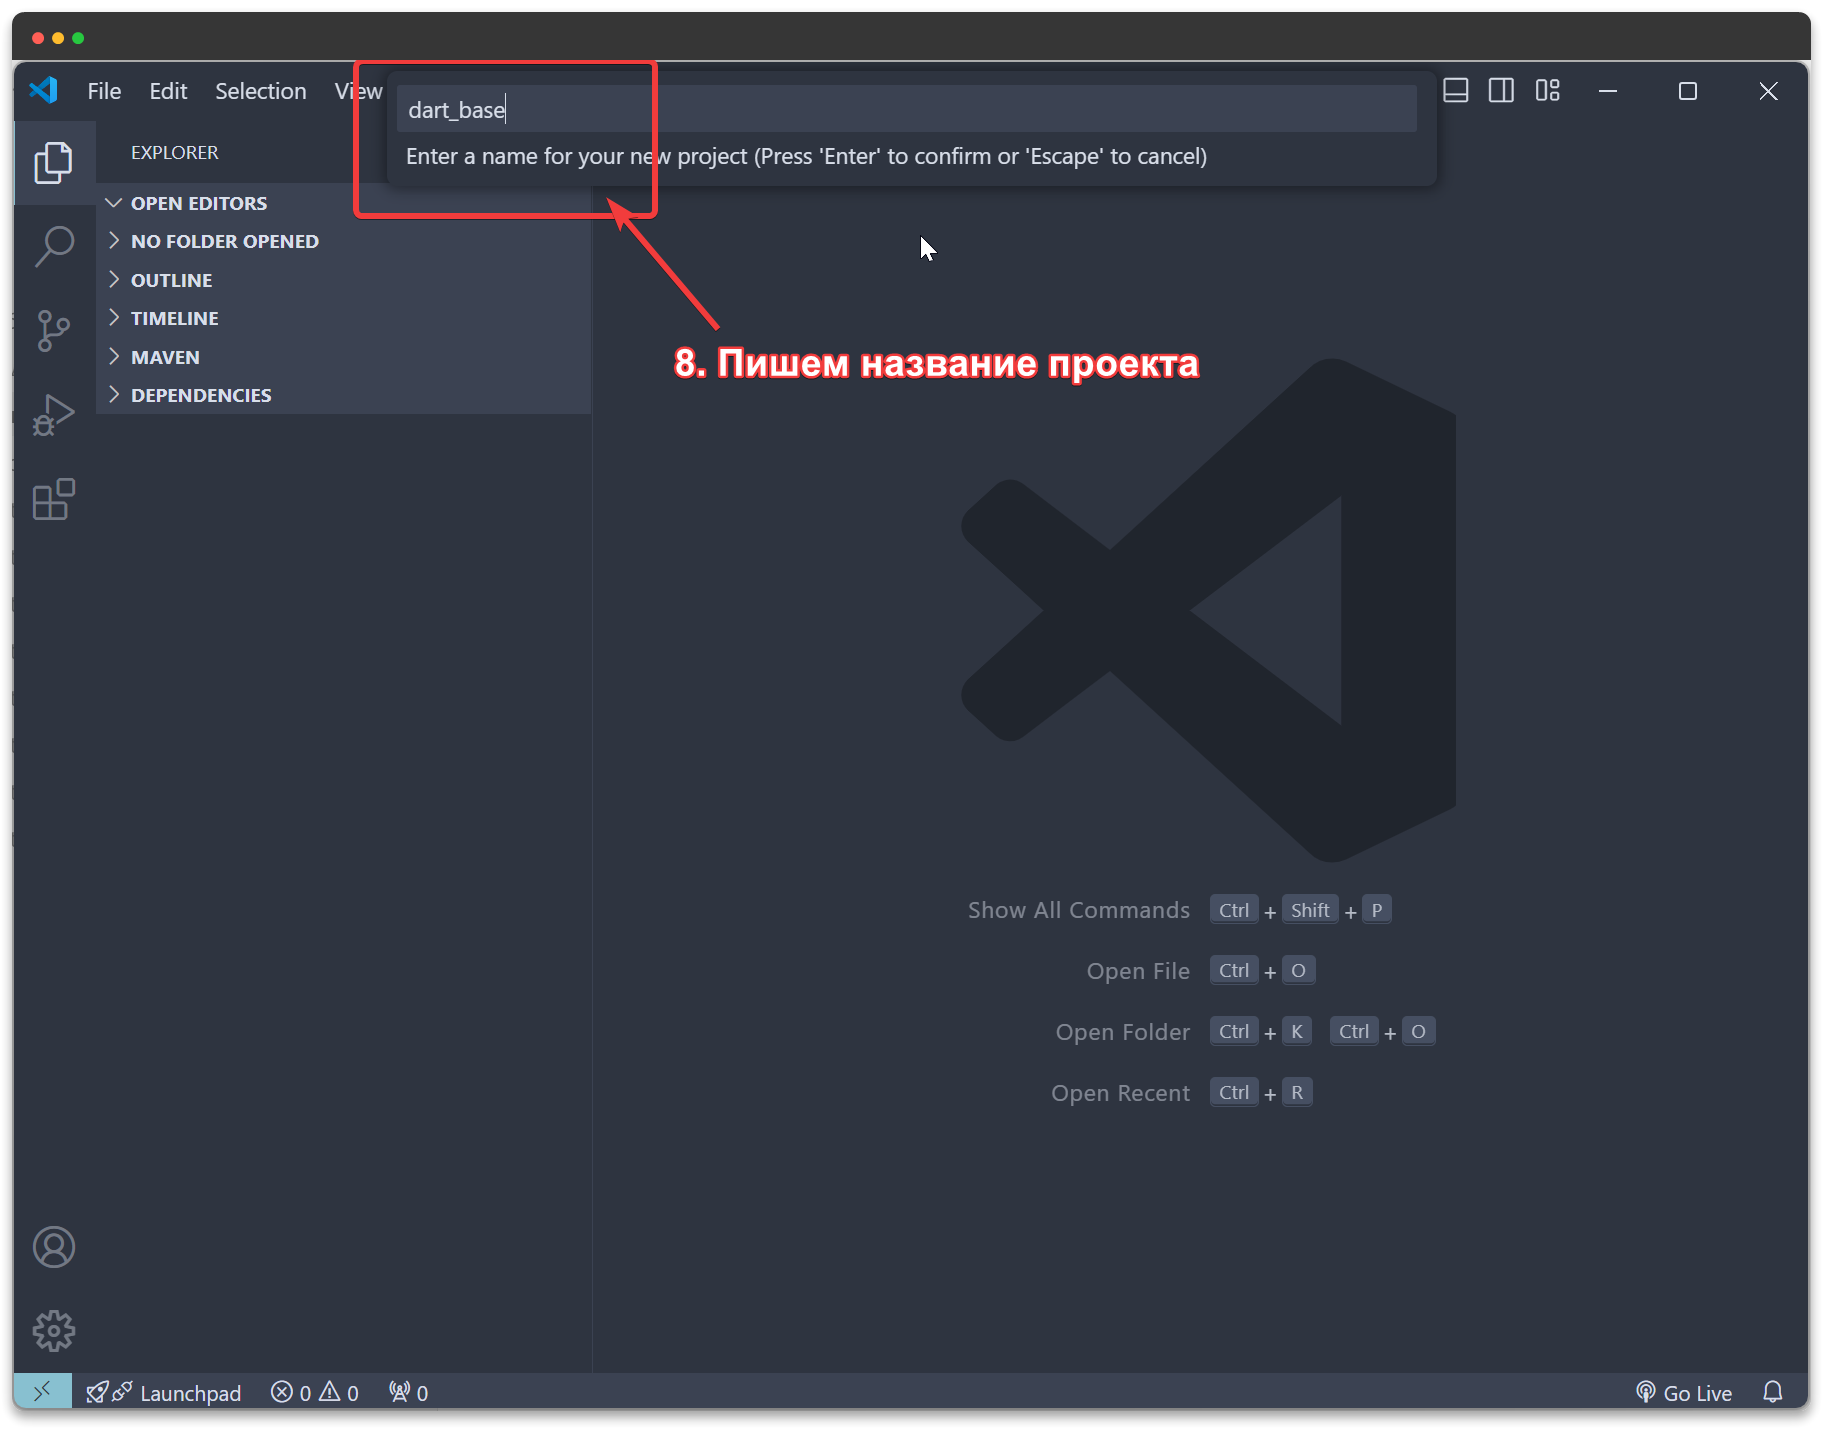 File Edit Selection View
dart_base
Enter a name for your new project (Press 'Enter' to confirm or 'Escape' to cancel)
EXPLORER
OPEN EDITORS
NO FOLDER OPENED
OUTLINE
TIMELINE
MAVEN
DEPENDENCIES
8. Пишем название проекта
Show All Commands Ctrl + Shift + P
Open File Ctrl + O
Open Folder Ctrl + K Ctrl + O
Open Recent Ctrl + R
Launchpad 0 0 0 Go Live